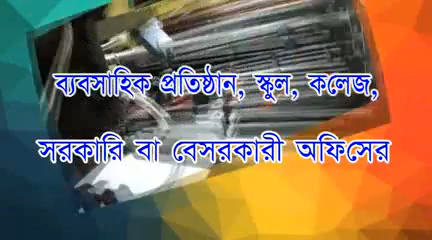 ব্যবসাহিক প্রতিষ্ঠান, স্কুল, কলেজ,
সরকারি বা বেসরকারী অফিসের